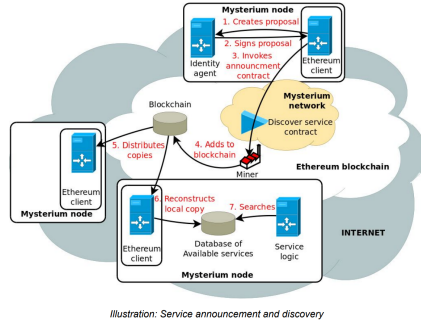 Mysterium node
1. Creates proposal
2. Signs proposal
3. Invokes
announcment
contract
Identity
agent
Ethereum
client
Mysterium
network
Discover service
contract
Blockchain
5. Distributes
copies
4. Adds to
blockchain
Miner
Ethereum blockchain
Ethereum
client
Mysterium node
6. Reconstructs
local copy
7. Searches
Ethereum
client
Database of
Available services
Service
logic
INTERNET
Mysterium node
Illustration: Service announcement and discovery